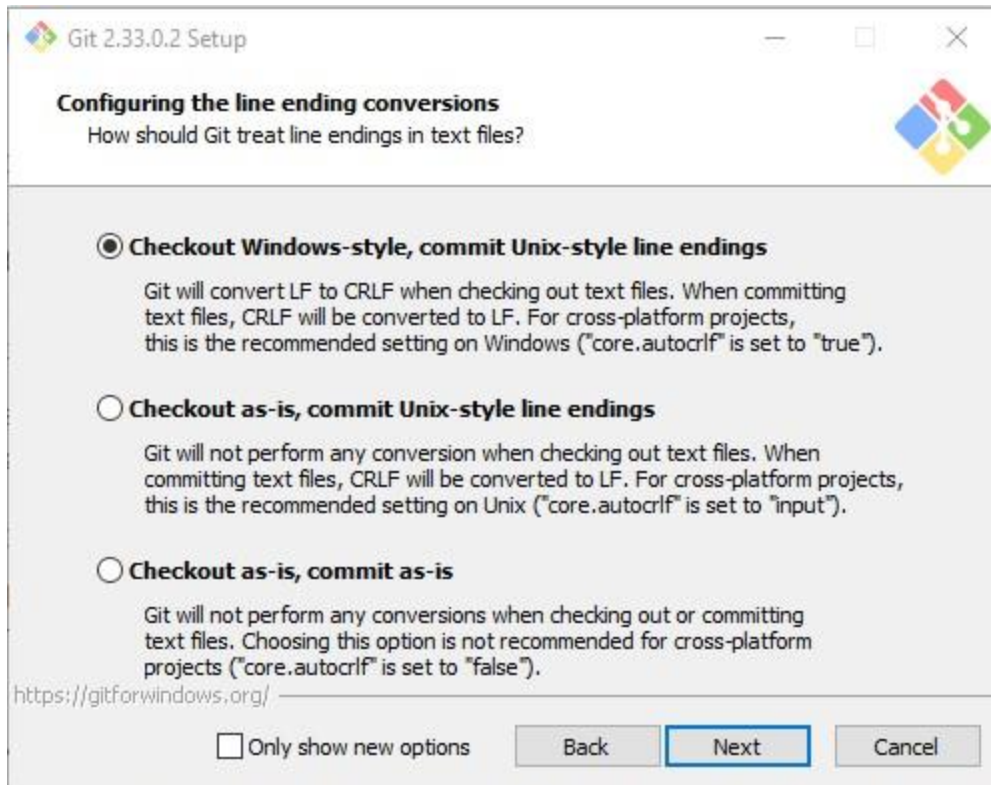 Git 2.33.0.2 Setup
Configuring the line ending conversions
How should Git treat line endings in text files?
Checkout Windows-style, commit Unix-style line endings
Git will convert LF to CRLF when checking out text files. When committing
text files, CRLF will be converted to LF. For cross-platform projects,
this is the recommended setting on Windows ("core.autocrlf" is set to "true").
Checkout as-is, commit Unix-style line endings
Git will not perform any conversion when checking out text files. When
committing text files, CRLF will be converted to LF. For cross-platform projects,
this is the recommended setting on Unix ("core.autocrlf" is set to "input").
Checkout as-is, commit as-is
Git will not perform any conversions when checking out or committing
text files. Choosing this option is not recommended for cross-platform
projects ("core.autocrlf" is set to "false").
https://gitforwindows.org/
Only show new options
Back
Next
Cancel